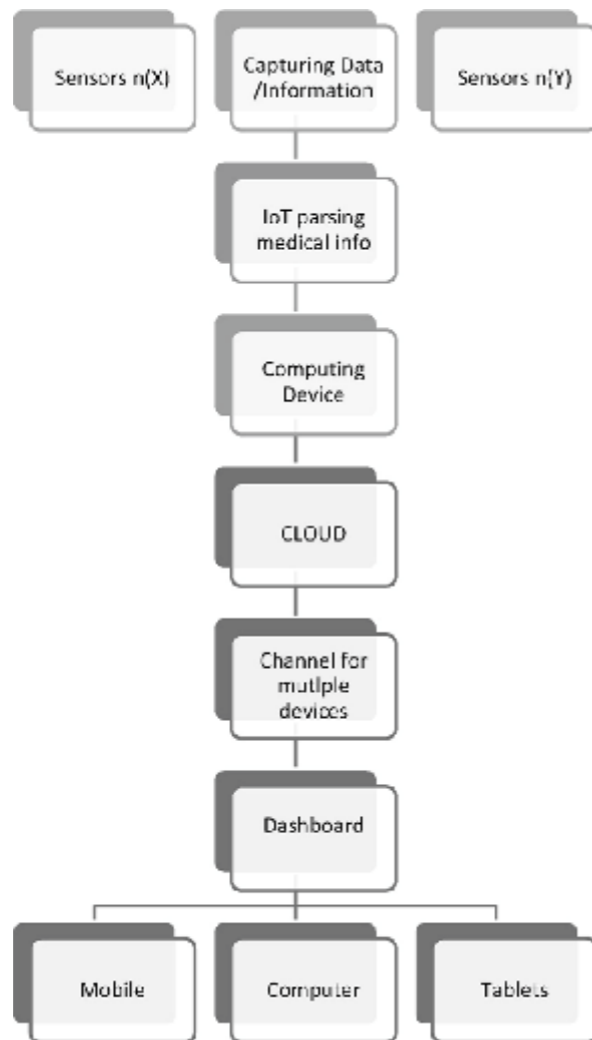 Sensors n(X)
Capturing Data
/Information
Sensors n(Y)
IoT parsing
medical info
Computing
Device
CLOUD
Channel for
mutlple
devices
Dashboard
Mobile
Computer
Tablets